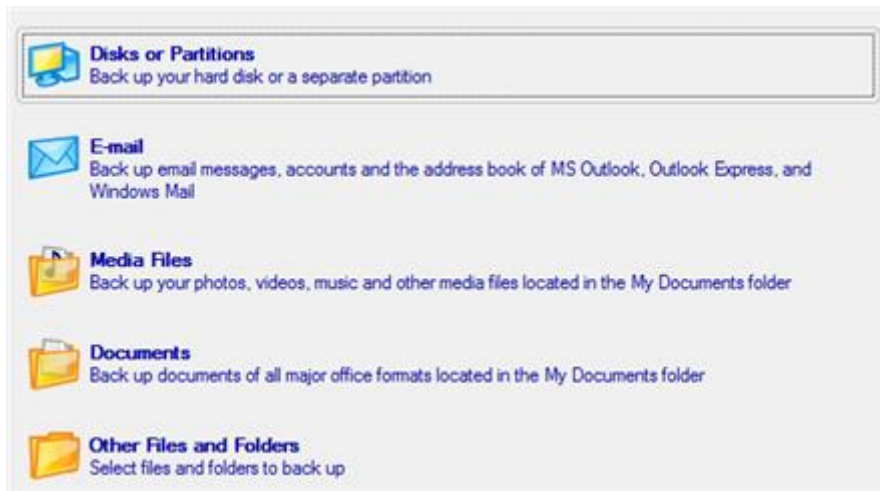 Disks or Partitions
Back up your hard disk or a separate partition
E-mail
Back up email messages, accounts and the address book of MS Outlook, Outlook Express, and
Windows Mail
Media Files
Back up your photos, videos, music and other media files located in the My Documents folder
Documents
Back up documents of all major office formats located in the My Documents folder
Other Files and Folders
Select files and folders to back up